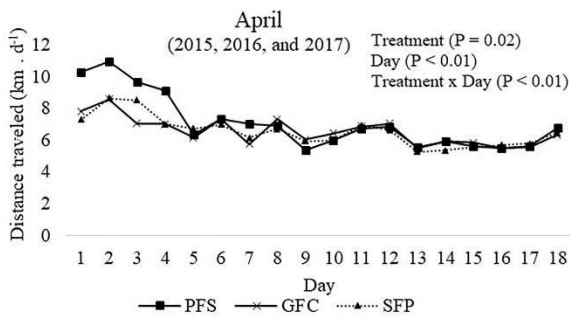 April
(2015, 2016, and 2017)
Treatment (P = 0.02)
Day (P < 0.01)
Treatment x Day (P < 0.01)
Distance traveled (km . d⁻¹)
12
10
8
6
4
2
0
1 2 3 4 5 6 7 8 9 10 11 12 13 14 15 16 17 18
Day
PFS GFC SFP